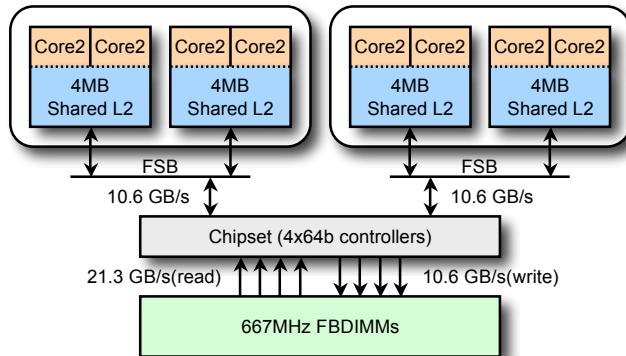 Core2 Core2 Core2 Core2 Core2 Core2 Core2 Core2
4MB 4MB 4MB 4MB
Shared L2 Shared L2 Shared L2 Shared L2
FSB FSB
10.6 GB/s 10.6 GB/s
Chipset (4x64b controllers)
21.3 GB/s(read) 10.6 GB/s(write)
667MHz FBDIMMs